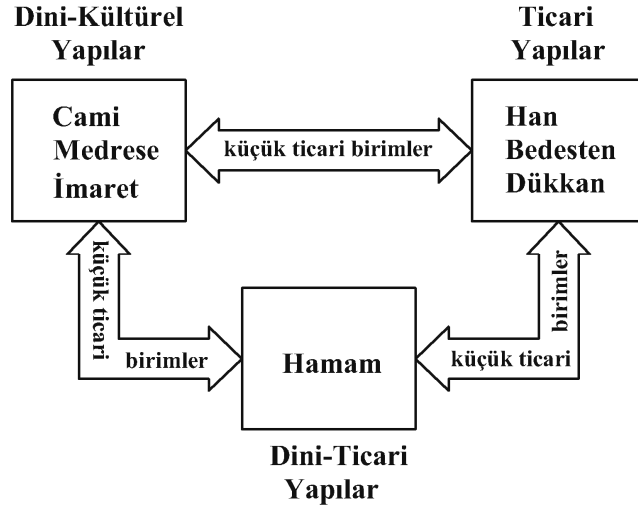 Dini-Kültürel
Yapılar
Ticari
Yapılar
Cami
Medrese
İmaret
küçük ticari birimler
Han
Bedesten
Dükkan
küçük ticari
birimler
Hamam
küçük ticari
birimler
Dini-Ticari
Yapılar